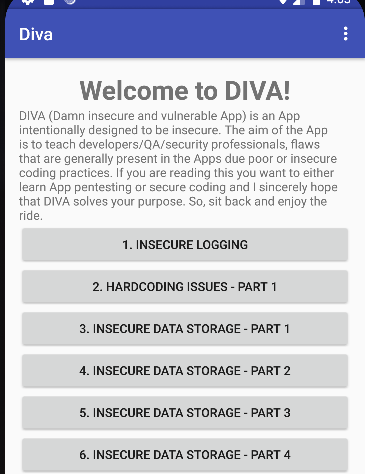 Diva
Welcome to DIVA!
DIVA (Damn insecure and vulnerable App) is an App
intentionally designed to be insecure. The aim of the App
is to teach developers/QA/security professionals, flaws
that are generally present in the Apps due poor or insecure
coding practices. If you are reading this you want to either
learn App pentesting or secure coding and I sincerely hope
that DIVA solves your purpose. So, sit back and enjoy the
ride.
1. INSECURE LOGGING
2. HARDCODING ISSUES - PART 1
3. INSECURE DATA STORAGE - PART 1
4. INSECURE DATA STORAGE - PART 2
5. INSECURE DATA STORAGE - PART 3
6. INSECURE DATA STORAGE - PART 4